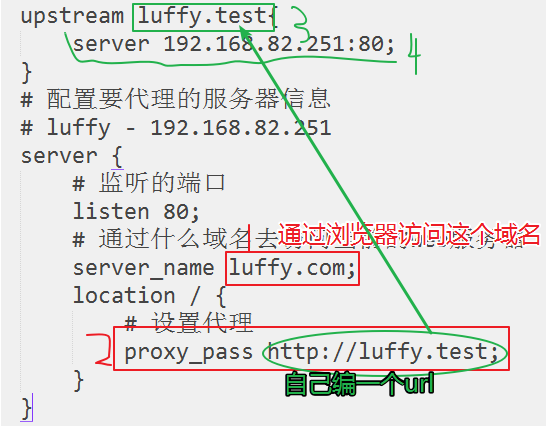 upstream luffy.test{ 3
server 192.168.82.251:80; 4
}
# 配置要代理的服务器信息
# luffy - 192.168.82.251
server {
# 监听的端口
listen 80;
# 通过什么域名去
通过浏览器访问这个域名
server_name luffy.com;
location / {
# 设置代理
proxy_pass http://luffy.test;
自己编一个url
}
}